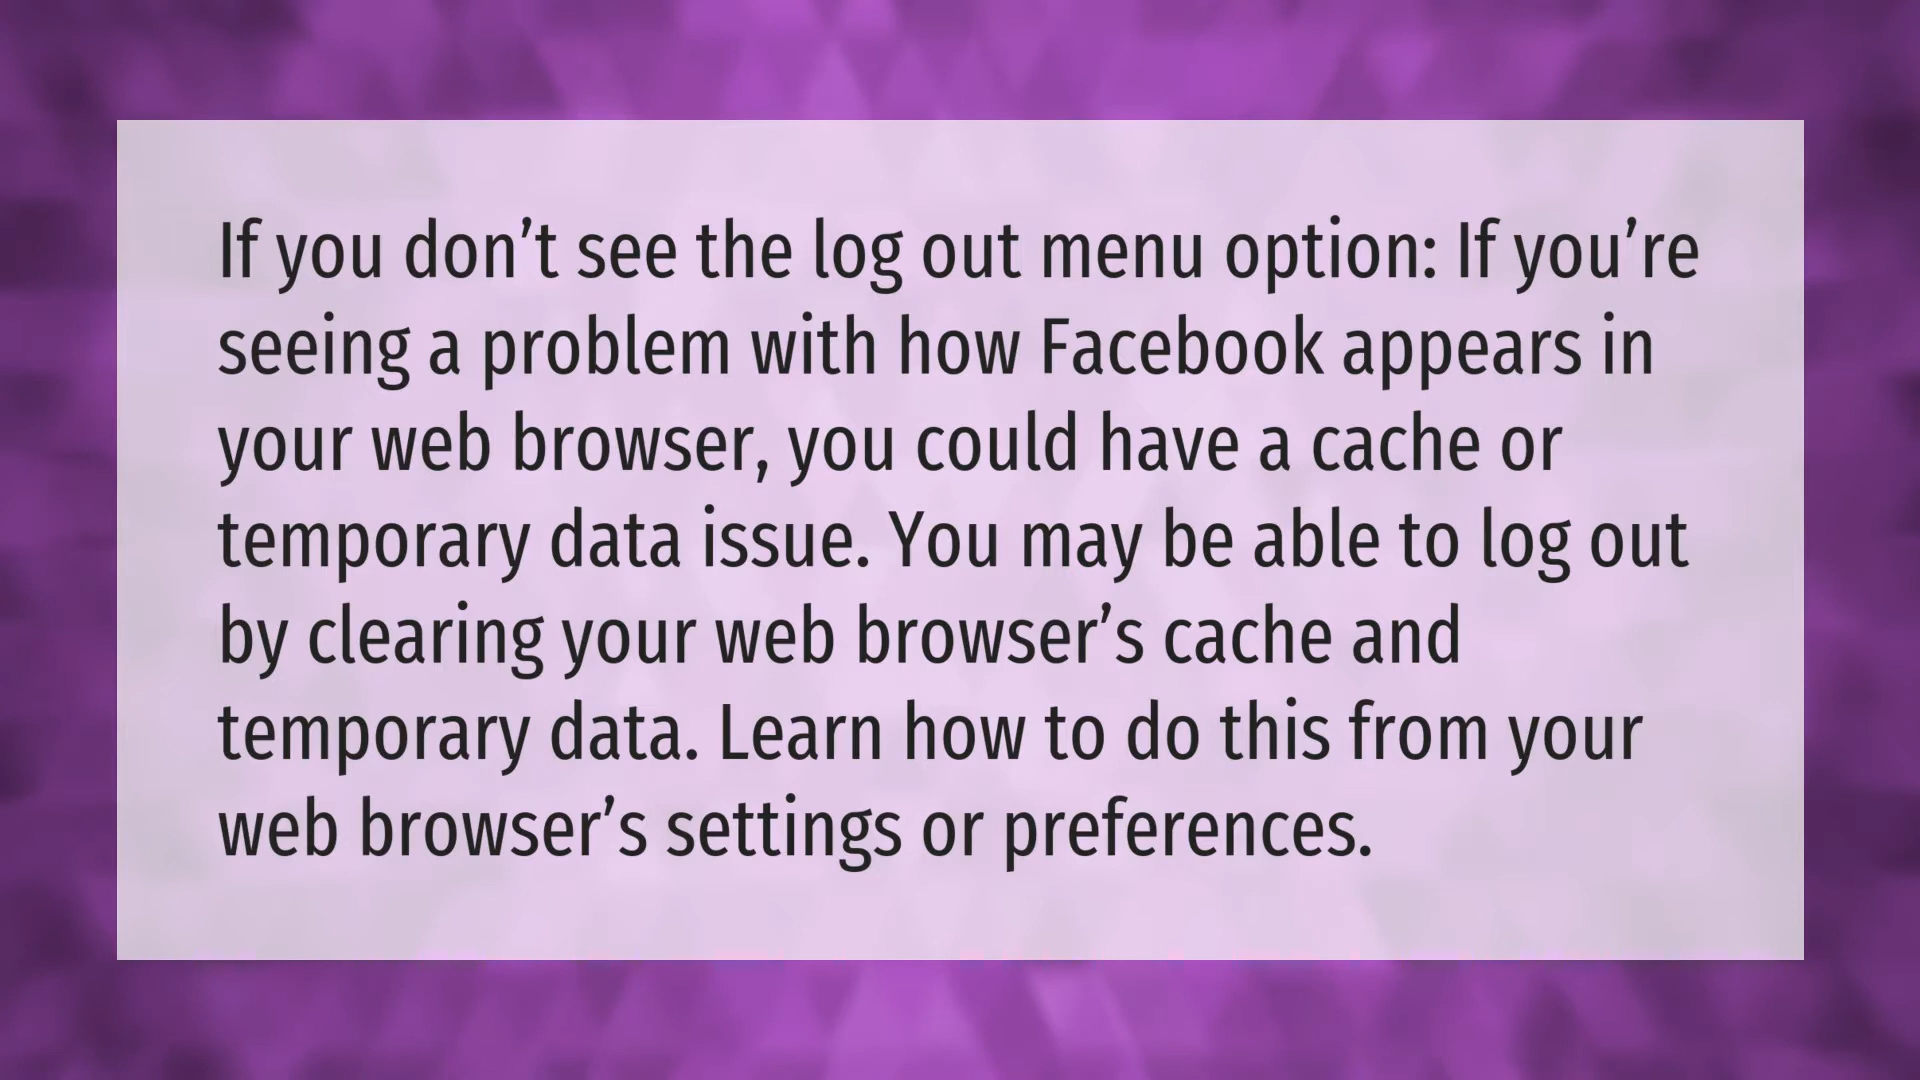 If you don’t see the log out menu option: If you’re
seeing a problem with how Facebook appears in
your web browser, you could have a cache or
temporary data issue. You may be able to log out
by clearing your web browser’s cache and
temporary data. Learn how to do this from your
web browser’s settings or preferences.